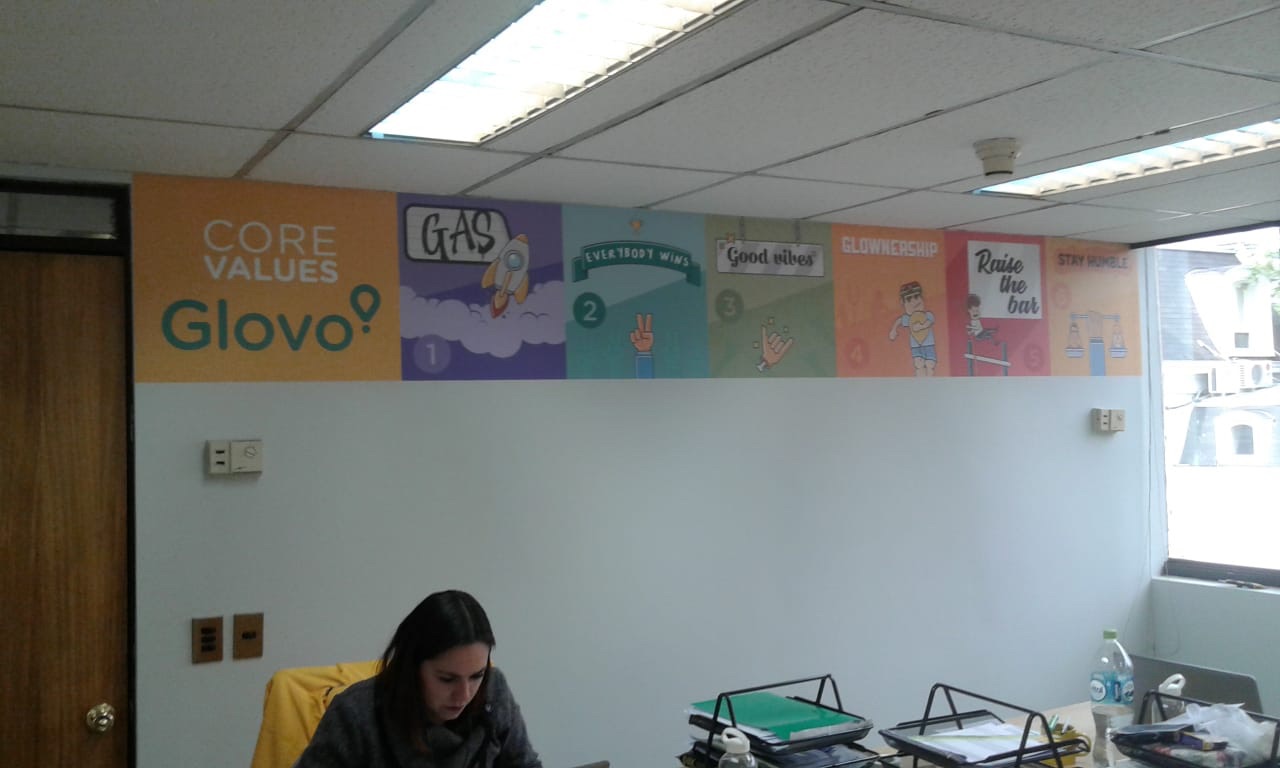 CORE
VALUES
Glovo
GAS
1
EVERYBODY WINS
2
Good vibes
3
GLOWNERSHIP
4
Raise
the
bar
5
STAY HUMBLE